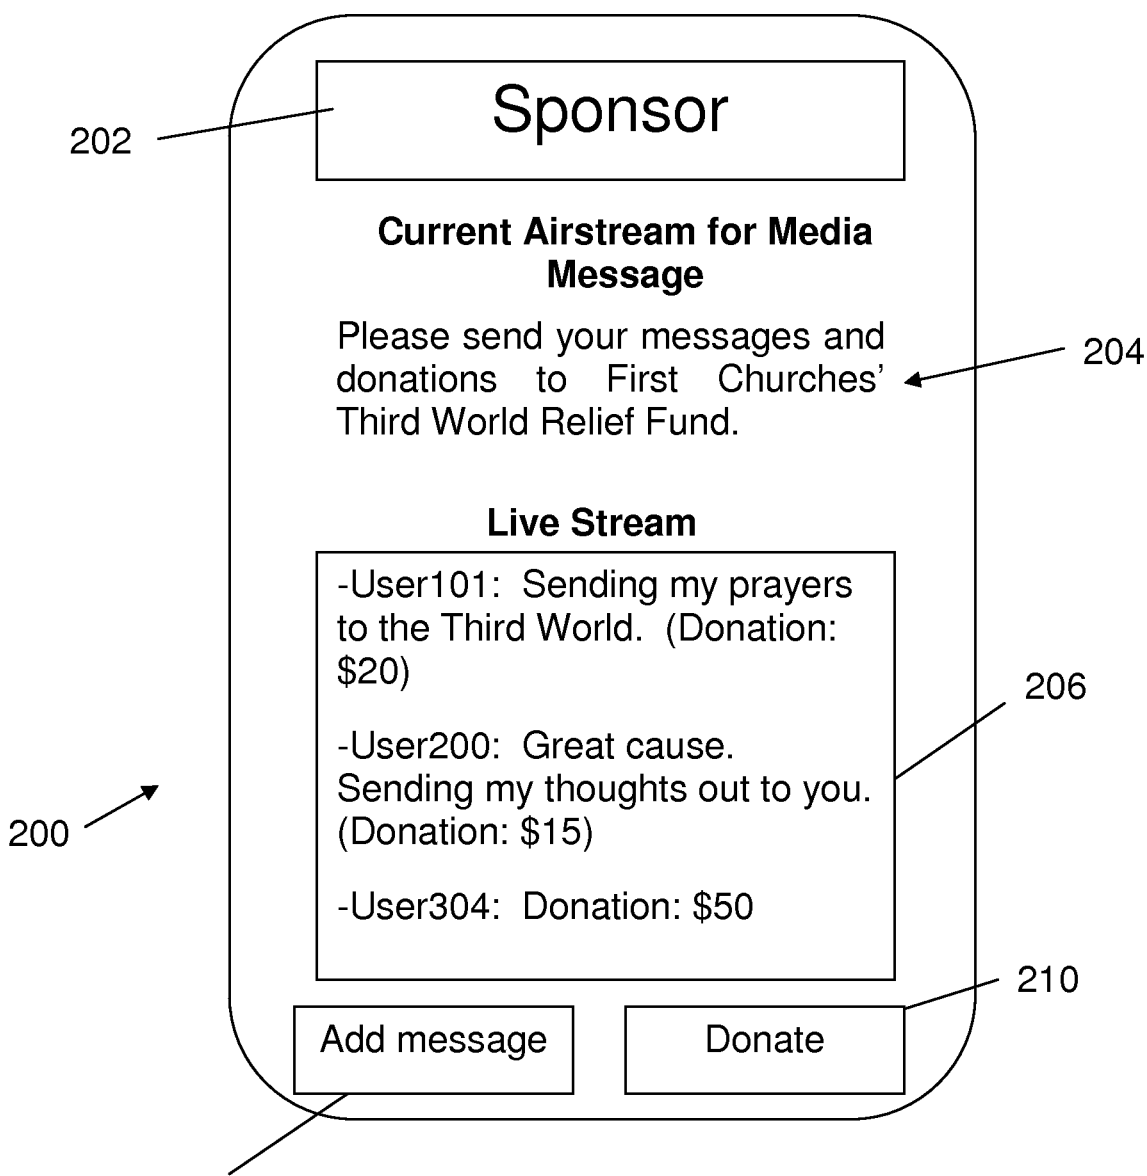 Sponsor
202
Current Airstream for Media
Message
Please send your messages and
donations to First Churches’
Third World Relief Fund.
204
Live Stream
-User101:  Sending my prayers
to the Third World.  (Donation:
$20)
206
-User200:  Great cause.
Sending my thoughts out to you.
(Donation: $15)
200
-User304:  Donation: $50
210
Add message
Donate